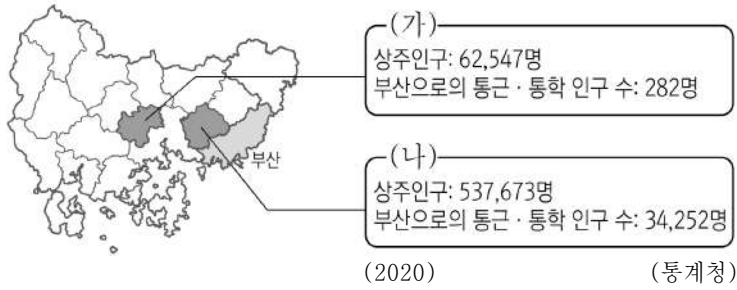 (가)
상주인구: 62,547명
부산으로의 통근·통학 인구 수: 282명
부산
(나)
상주인구: 537,673명
부산으로의 통근·통학 인구 수: 34,252명
(2020) (통계청)